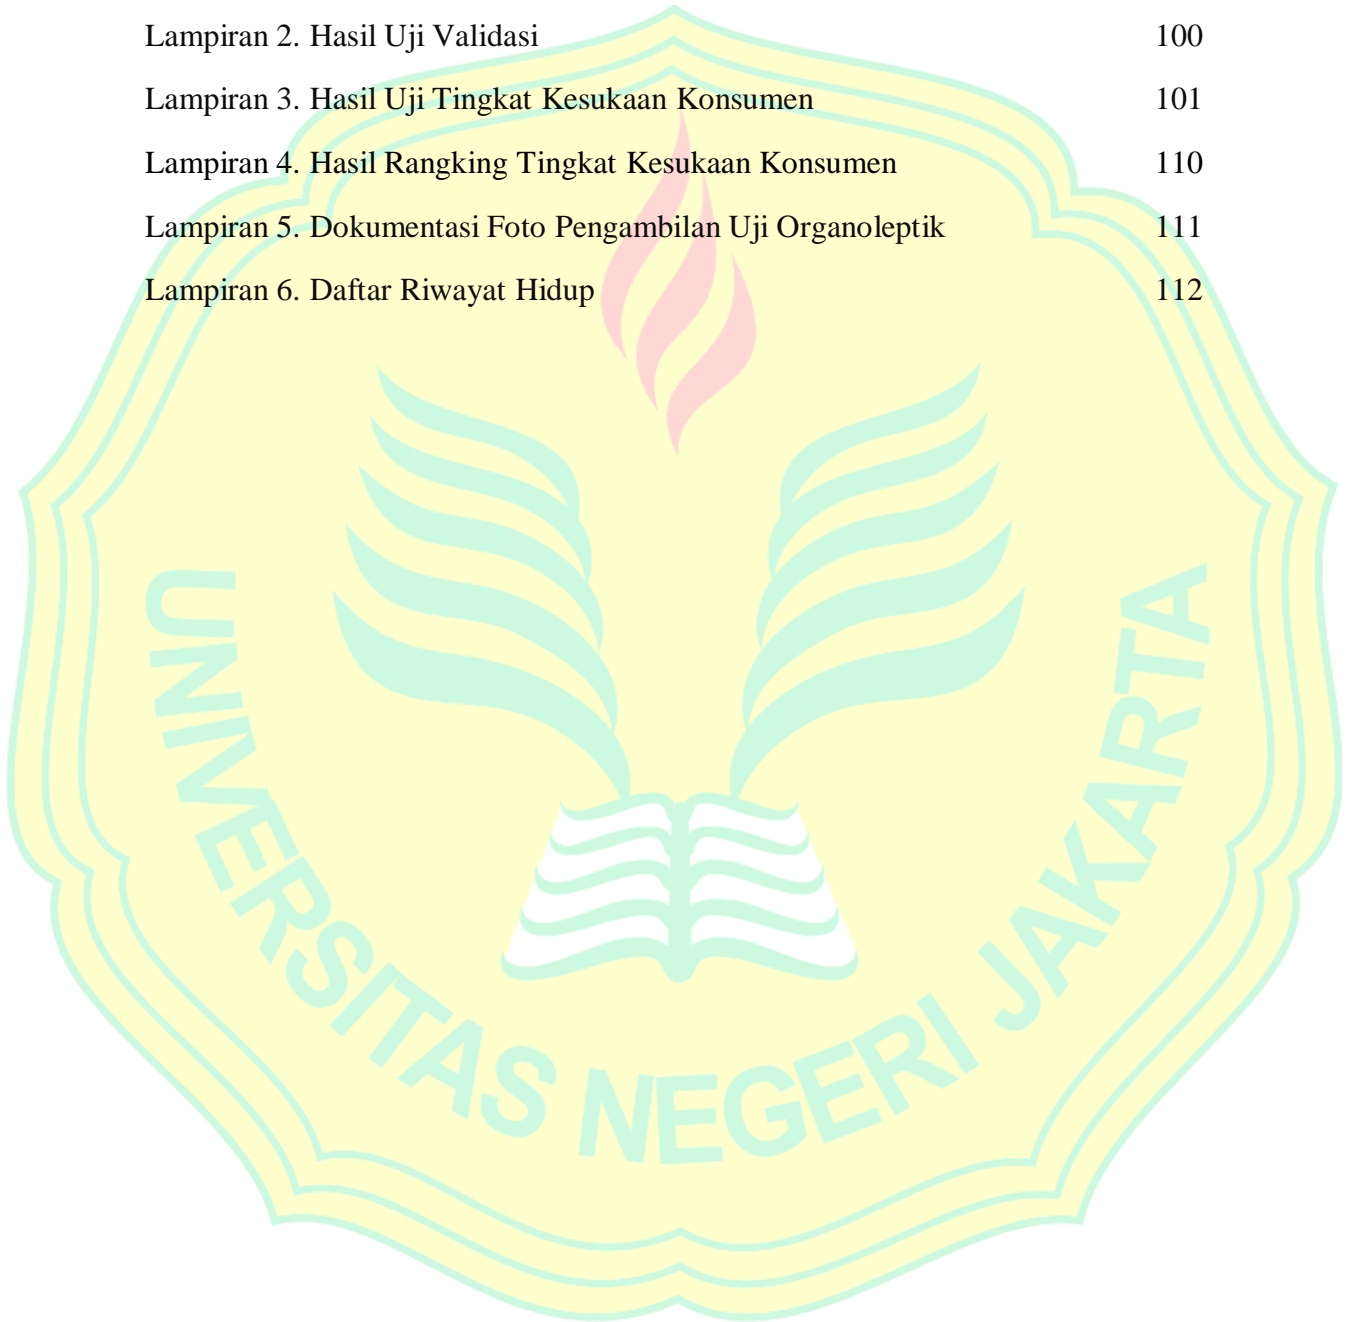 Lampiran 2. Hasil Uji Validasi 100
Lampiran 3. Hasil Uji Tingkat Kesukaan Konsumen 101
Lampiran 4. Hasil Rangking Tingkat Kesukaan Konsumen 110
Lampiran 5. Dokumentasi Foto Pengambilan Uji Organoleptik 111
Lampiran 6. Daftar Riwayat Hidup 112
UNIVERSITAS NEGERI JAKARTA